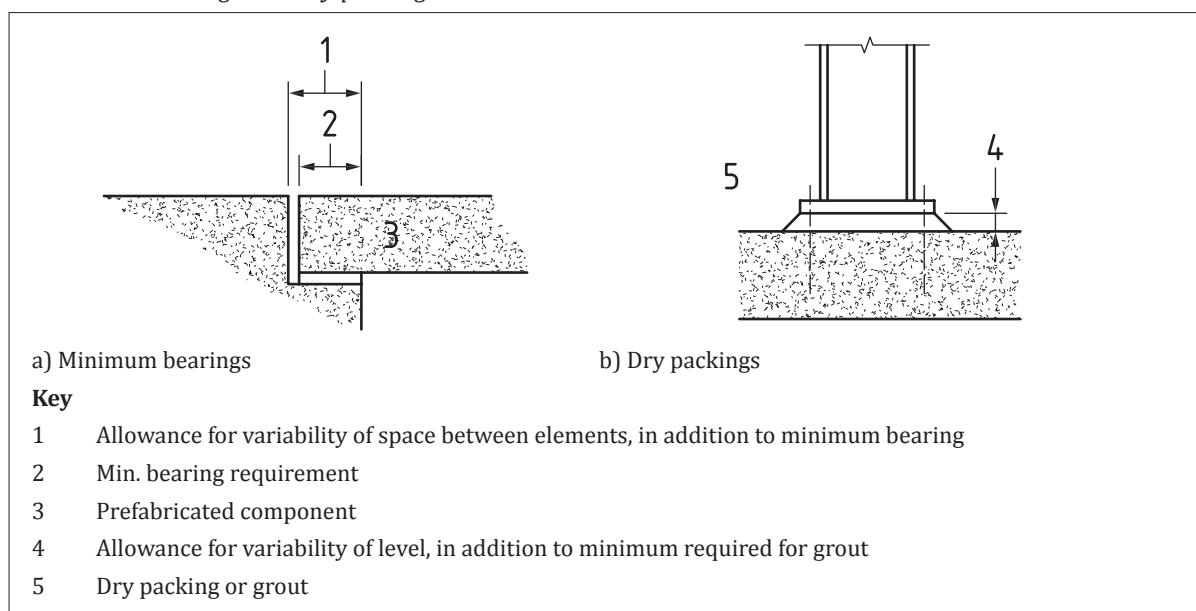 1
2
3
4
5
a) Minimum bearings b) Dry packings
Key
1 Allowance for variability of space between elements, in addition to minimum bearing
2 Min. bearing requirement
3 Prefabricated component
4 Allowance for variability of level, in addition to minimum required for grout
5 Dry packing or grout